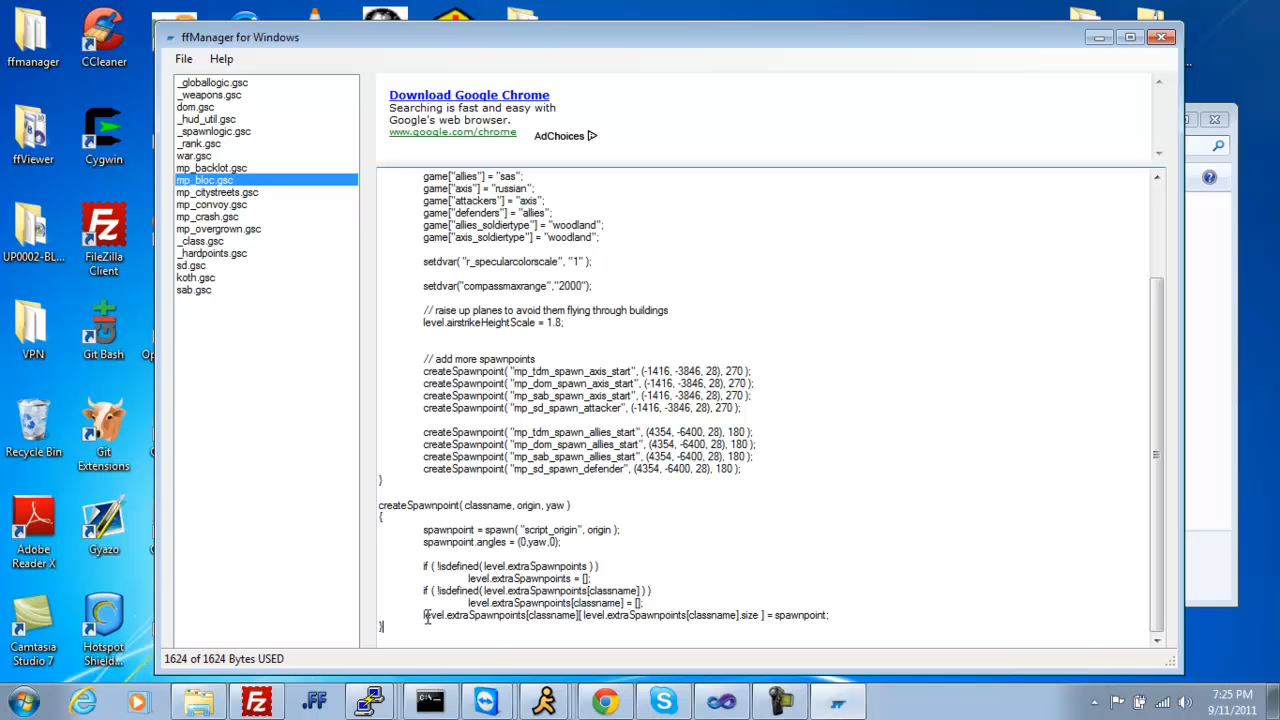 ffManager for Windows
File Help
ffmanager
CCleaner
ffViewer
Cygwin
UP0002-BL...
FileZilla
Client
VPN
Git Bash
Recycle Bin
Git
Extensions
Adobe
Reader X
Gyazo
Camtasia
Studio 7
Hotspot
Shield...
_globallogic.gsc
_weapons.gsc
dom.gsc
_hud_util.gsc
_spawnlogic.gsc
_rank.gsc
war.gsc
mp_backlot.gsc
mp_bloc.gsc
mp_citystreets.gsc
mp_convoy.gsc
mp_crash.gsc
mp_overgrown.gsc
_class.gsc
_hardpoints.gsc
sd.gsc
koth.gsc
sab.gsc
Download Google Chrome
Searching is fast and easy with
Google's web browser.
www.google.com/chrome AdChoices
game["allies"] = "sas";
game["axis"] = "russian";
game["attackers"] = "axis";
game["defenders"] = "allies";
game["allies_soldiertype"] = "woodland";
game["axis_soldiertype"] = "woodland";
setdvar( "r_specularcolorscale", "1" );
setdvar("compassmaxrange","2000");
// raise up planes to avoid them flying through buildings
level.airstrikeHeightScale = 1.8;
// add more spawnpoints
createSpawnpoint( "mp_tdm_spawn_axis_start", (-1416, -3846, 28), 270 );
createSpawnpoint( "mp_dom_spawn_axis_start", (-1416, -3846, 28), 270 );
createSpawnpoint( "mp_sab_spawn_axis_start", (-1416, -3846, 28), 270 );
createSpawnpoint( "mp_sd_spawn_attacker", (-1416, -3846, 28), 270 );
createSpawnpoint( "mp_tdm_spawn_allies_start", (4354, -6400, 28), 180 );
createSpawnpoint( "mp_dom_spawn_allies_start", (4354, -6400, 28), 180 );
createSpawnpoint( "mp_sab_spawn_allies_start", (4354, -6400, 28), 180 );
createSpawnpoint( "mp_sd_spawn_defender", (4354, -6400, 28), 180 );
}
createSpawnpoint( classname, origin, yaw )
{
spawnpoint = spawn( "script_origin", origin );
spawnpoint.angles = (0,yaw,0);
if ( !isdefined( level.extraSpawnpoints ) )
level.extraSpawnpoints = [];
if ( !isdefined( level.extraSpawnpoints[classname] ) )
level.extraSpawnpoints[classname] = [];
level.extraSpawnpoints[classname][ level.extraSpawnpoints[classname].size ] = spawnpoint;
}
1624 of 1624 Bytes USED
.FF
7:25 PM
9/11/2011